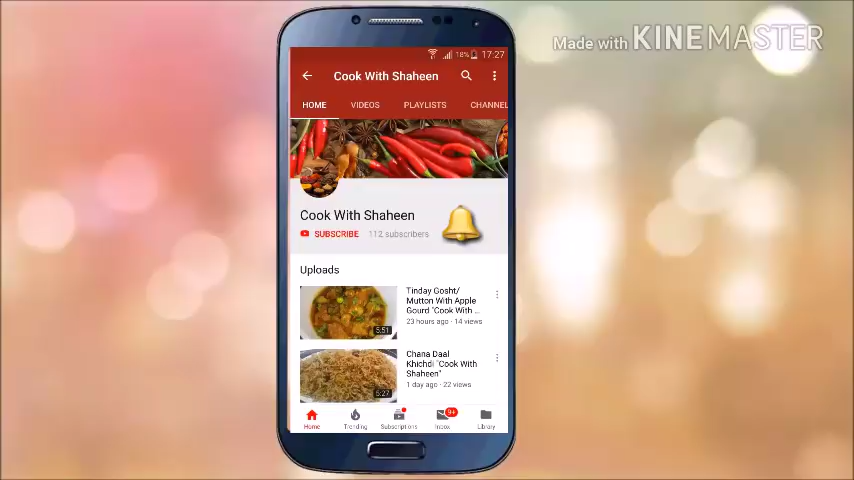 Made with KINEMASTER
18% 17:27
Cook With Shaheen
HOME VIDEOS PLAYLISTS CHANNEL
Cook With Shaheen
SUBSCRIBE 112 subscribers
Uploads
Tinday Gosht/
Mutton With Apple
Gourd "Cook With ...
23 hours ago · 14 views
5:51
Chana Daal
Khichdi "Cook With
Shaheen"
1 day ago · 22 views
5:27
Home Trending Subscriptions 9+ Inbox Library